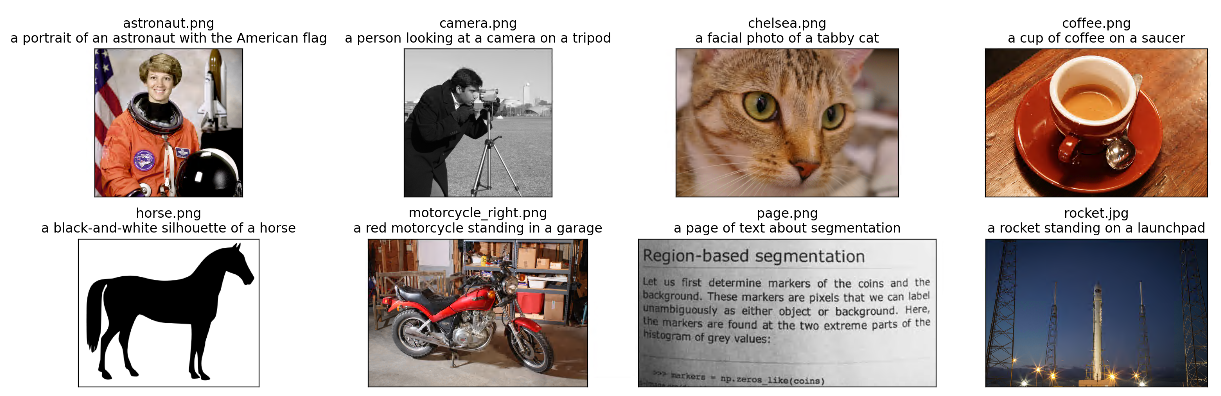 astronaut.png
a portrait of an astronaut with the American flag
camera.png
a person looking at a camera on a tripod
chelsea.png
a facial photo of a tabby cat
coffee.png
a cup of coffee on a saucer
horse.png
a black-and-white silhouette of a horse
motorcycle_right.png
a red motorcycle standing in a garage
page.png
a page of text about segmentation
Region-based segmentation
Let us first determine markers of the coins and the
background. These markers are pixels that we can label
unambiguously as either object or background. Here,
the markers are found at the two extreme parts of the
histogram of grey values:
>>> markers = np.zeros_like(coins)
rocket.jpg
a rocket standing on a launchpad